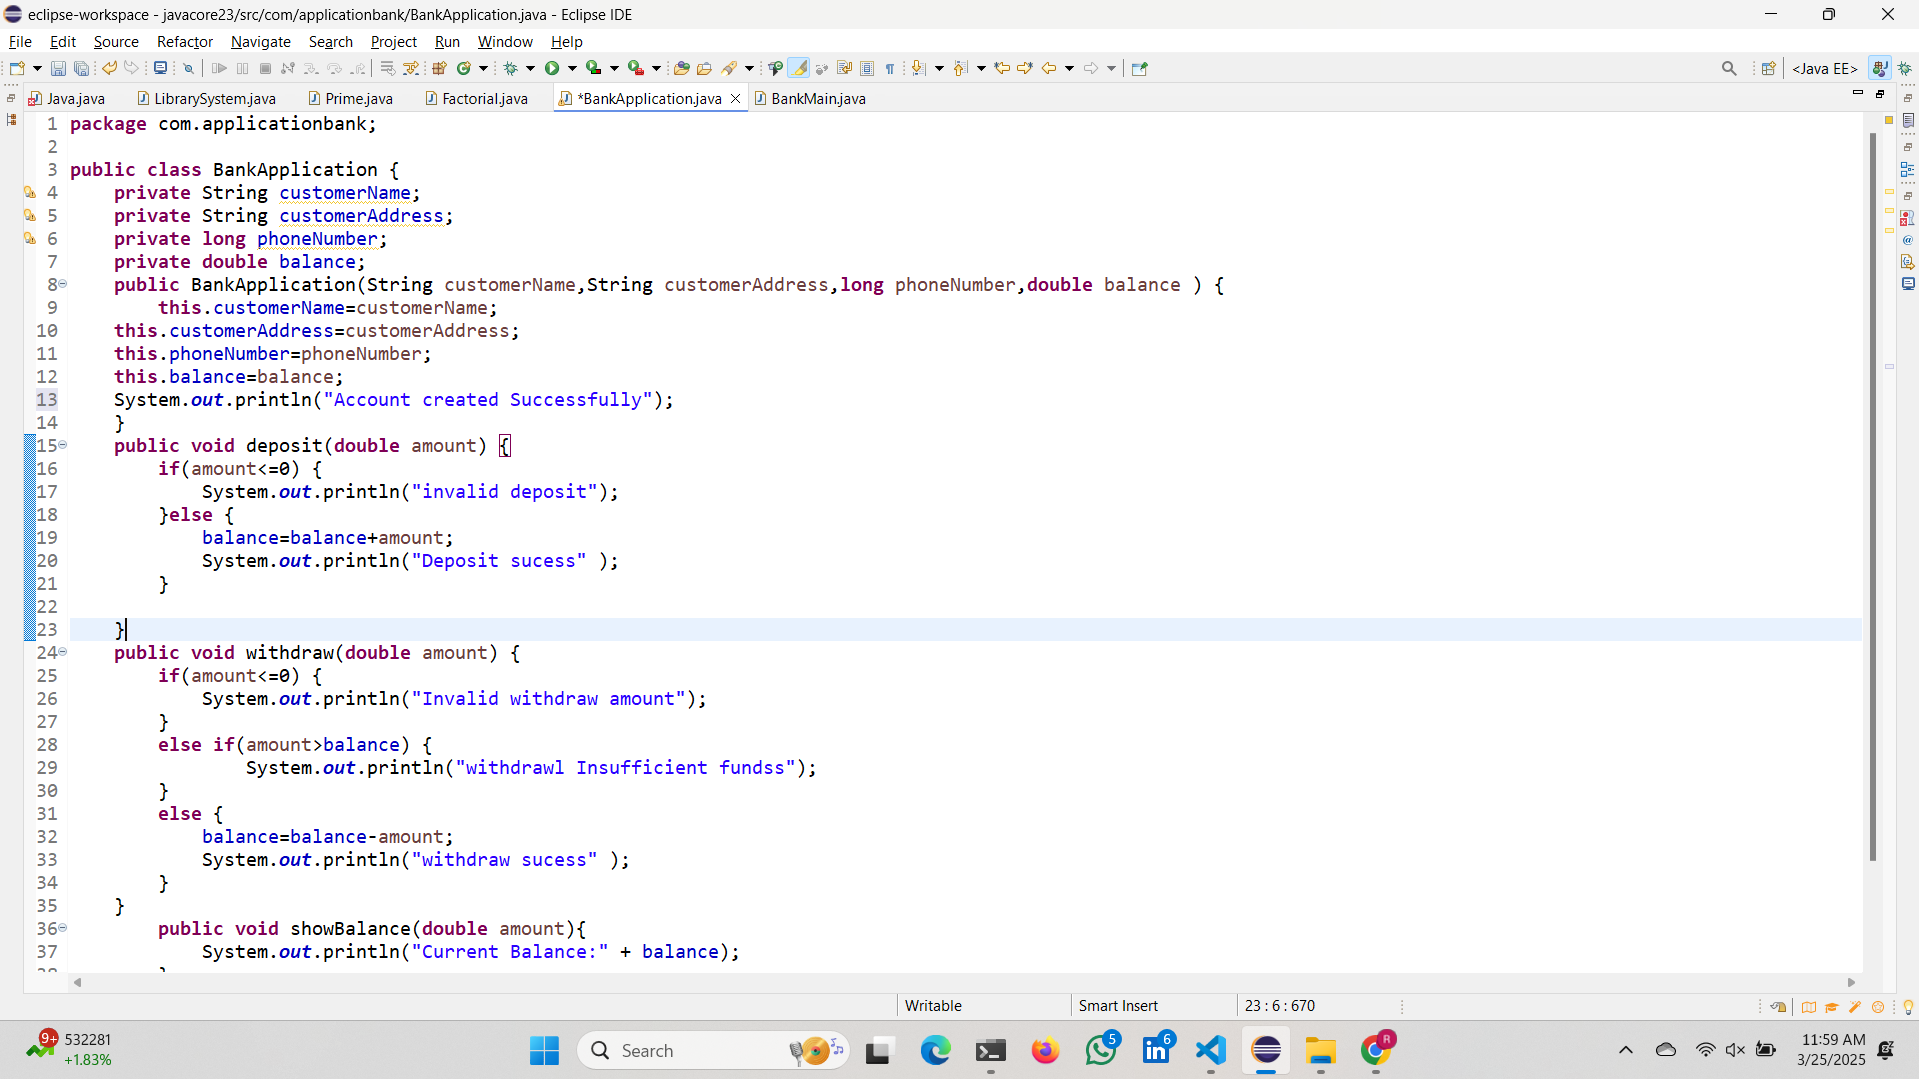 eclipse-workspace - javacore23/src/com/applicationbank/BankApplication.java - Eclipse IDE
File Edit Source Refactor Navigate Search Project Run Window Help
<Java EE>
Java.java LibrarySystem.java Prime.java Factorial.java *BankApplication.java BankMain.java
1 package com.applicationbank;
2
3 public class BankApplication {
4 private String customerName;
5 private String customerAddress;
6 private long phoneNumber;
7 private double balance;
8 public BankApplication(String customerName,String customerAddress,long phoneNumber,double balance ) {
9 this.customerName=customerName;
10 this.customerAddress=customerAddress;
11 this.phoneNumber=phoneNumber;
12 this.balance=balance;
13 System.out.println("Account created Successfully");
14 }
15 public void deposit(double amount) {
16 if(amount<=0) {
17 System.out.println("invalid deposit");
18 }else {
19 balance=balance+amount;
20 System.out.println("Deposit sucess" );
21 }
22
23 }
24 public void withdraw(double amount) {
25 if(amount<=0) {
26 System.out.println("Invalid withdraw amount");
27 }
28 else if(amount>balance) {
29 System.out.println("withdrawl Insufficient fundss");
30 }
31 else {
32 balance=balance-amount;
33 System.out.println("withdraw sucess" );
34 }
35 }
36 public void showBalance(double amount){
37 System.out.println("Current Balance:" + balance);
Writable Smart Insert 23 : 6 : 670
9+ 532281
+1.83%
Search
5
6
R
11:59 AM
3/25/2025